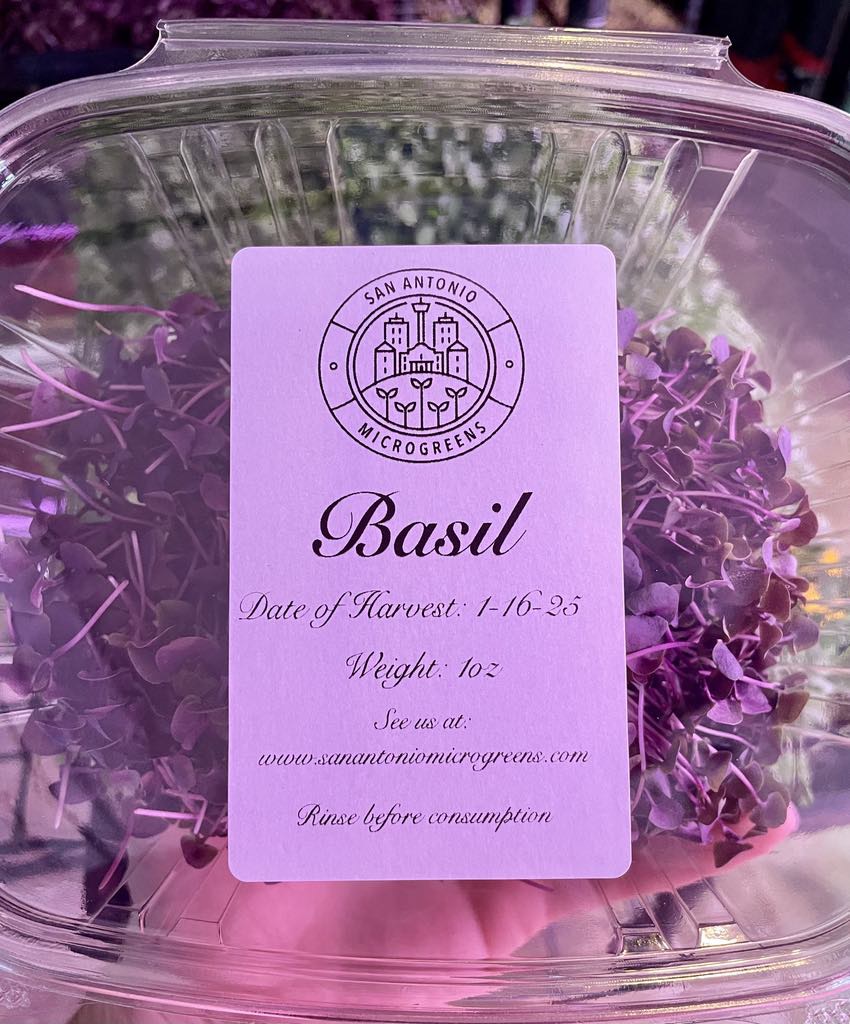 SAN ANTONIO
MICROGREENS
Basil
Date of Harvest: 1-16-25
Weight: 1oz
See us at:
www.sanantoniomicrogreens.com
Rinse before consumption